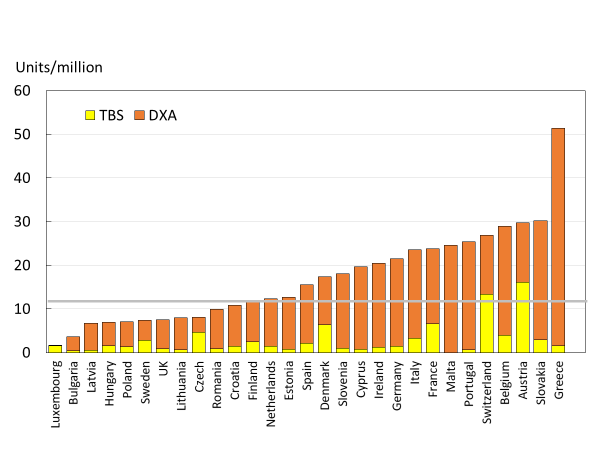 Units/million
TBS DXA
60
50
40
30
20
10
0
Luxembourg
Bulgaria
Latvia
Hungary
Poland
Sweden
UK
Lithuania
Czech
Romania
Croatia
Finland
Netherlands
Estonia
Spain
Denmark
Slovenia
Cyprus
Ireland
Germany
Italy
France
Malta
Portugal
Switzerland
Belgium
Austria
Slovakia
Greece